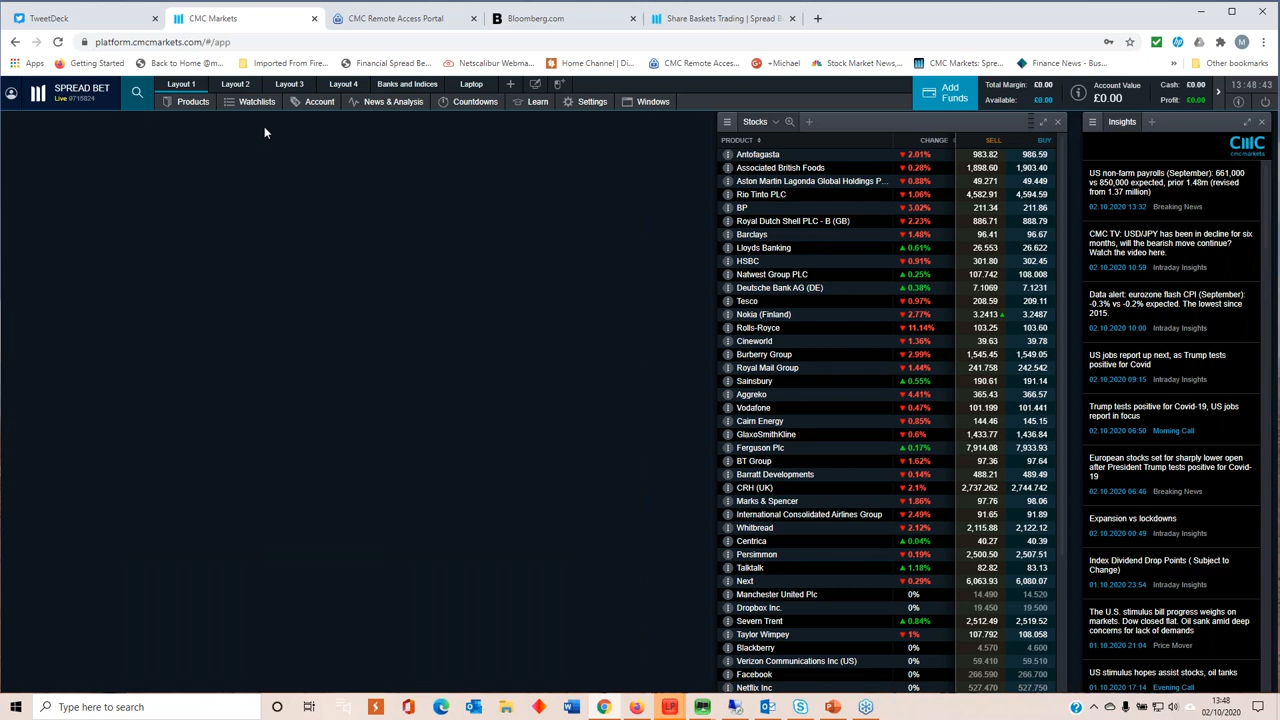 TweetDeck
CMC Markets
CMC Remote Access Portal
Bloomberg.com
Share Baskets Trading | Spread B
platform.cmcmarkets.com/#/app
Apps
Getting Started
Back to Home @m...
Imported From Fire...
Financial Spread Be...
Netscalibur Webma...
Home Channel | Di...
CMC Remote Acces...
+Michael
Stock Market News,...
CMC Markets | Onli...
Finance News - Bus...
Other bookmarks
SPREAD BET
Live 9715824
Layout 1
Layout 2
Layout 3
Layout 4
Banks and Indices
Laptop
Products
Watchlists
Account
News & Analysis
Countdowns
Learn
Settings
Windows
Add Funds
Total Margin: £0.00
Available: £0.00
Account Value
£0.00
Cash: £0.00
Profit: £0.00
13:48:43
Stocks
PRODUCT CHANGE SELL BUY
Antofagasta 2.01% 983.82 986.59
Associated British Foods 0.28% 1,898.60 1,903.40
Aston Martin Lagonda Global Holdings P... 0.88% 49.271 49.449
Rio Tinto PLC 1.06% 4,582.91 4,594.59
BP 3.02% 211.34 211.86
Royal Dutch Shell PLC - B (GB) 2.23% 886.71 888.79
Barclays 1.48% 96.41 96.67
Lloyds Banking 0.61% 26.553 26.622
HSBC 0.91% 301.80 302.45
Natwest Group PLC 0.25% 107.742 108.008
Deutsche Bank AG (DE) 0.38% 7.1069 7.1231
Tesco 0.97% 208.59 209.11
Nokia (Finland) 2.77% 3.2413 3.2487
Rolls-Royce 11.14% 103.25 103.60
Cineworld 1.36% 39.63 39.78
Burberry Group 2.99% 1,545.45 1,549.05
Royal Mail Group 1.44% 241.758 242.542
Sainsbury 0.55% 190.61 191.14
Aggreko 4.41% 365.43 366.57
Vodafone 0.47% 101.199 101.441
Cairn Energy 0.85% 144.46 145.15
GlaxoSmithKline 0.6% 1,433.77 1,436.84
Ferguson Plc 0.17% 7,914.08 7,933.93
BT Group 1.62% 97.36 97.64
Barratt Developments 0.14% 488.21 489.49
CRH (UK) 2.1% 2,737.262 2,744.742
Marks & Spencer 1.86% 97.76 98.06
International Consolidated Airlines Group 2.49% 91.65 91.89
Whitbread 2.12% 2,115.88 2,122.12
Centrica 0.04% 40.27 40.39
Persimmon 0.19% 2,500.50 2,507.51
Talktalk 1.18% 82.82 83.13
Next 0.29% 6,063.93 6,080.07
Manchester United Plc 0% 14.490 14.520
Dropbox Inc. 0% 19.450 19.500
Severn Trent 0.84% 2,512.49 2,519.52
Taylor Wimpey 1% 107.792 108.058
Blackberry 0% 4.570 4.600
Verizon Communications Inc (US) 0% 59.410 59.510
Facebook 0% 266.590 266.700
Netflix Inc 0% 527.470 527.750
Insights
cmc markets
US non-farm payrolls (September): 661,000
vs 850,000 expected, prior 1.48m (revised
from 1.37 million)
02.10.2020 13:32 Breaking News
CMC TV: USD/JPY has been in decline for six
months, will the bearish move continue?
Watch the video here.
02.10.2020 10:59 Intraday Insights
Data alert: eurozone flash CPI (September):
-0.3% vs -0.2% expected. The lowest since
2015.
02.10.2020 10:00 Intraday Insights
US jobs report up next, as Trump tests
positive for Covid
02.10.2020 09:15 Intraday Insights
Trump tests positive for Covid-19, US jobs
report in focus
02.10.2020 06:50 Morning Call
European stocks set for sharply lower open
after President Trump tests positive for Covid-
19
02.10.2020 06:46 Breaking News
Expansion vs lockdowns
02.10.2020 00:49 Intraday Insights
Index Dividend Drop Points ( Subject to
Change)
01.10.2020 23:54 Intraday Insights
The U.S. stimulus bill progress weighs on
markets. Dow closed flat. Oil sank amid deep
concerns for lack of demands
01.10.2020 21:04 Price Mover
US stimulus hopes assist stocks, oil tanks
01.10.2020 17:14 Evening Call
Type here to search
13:48
02/10/2020